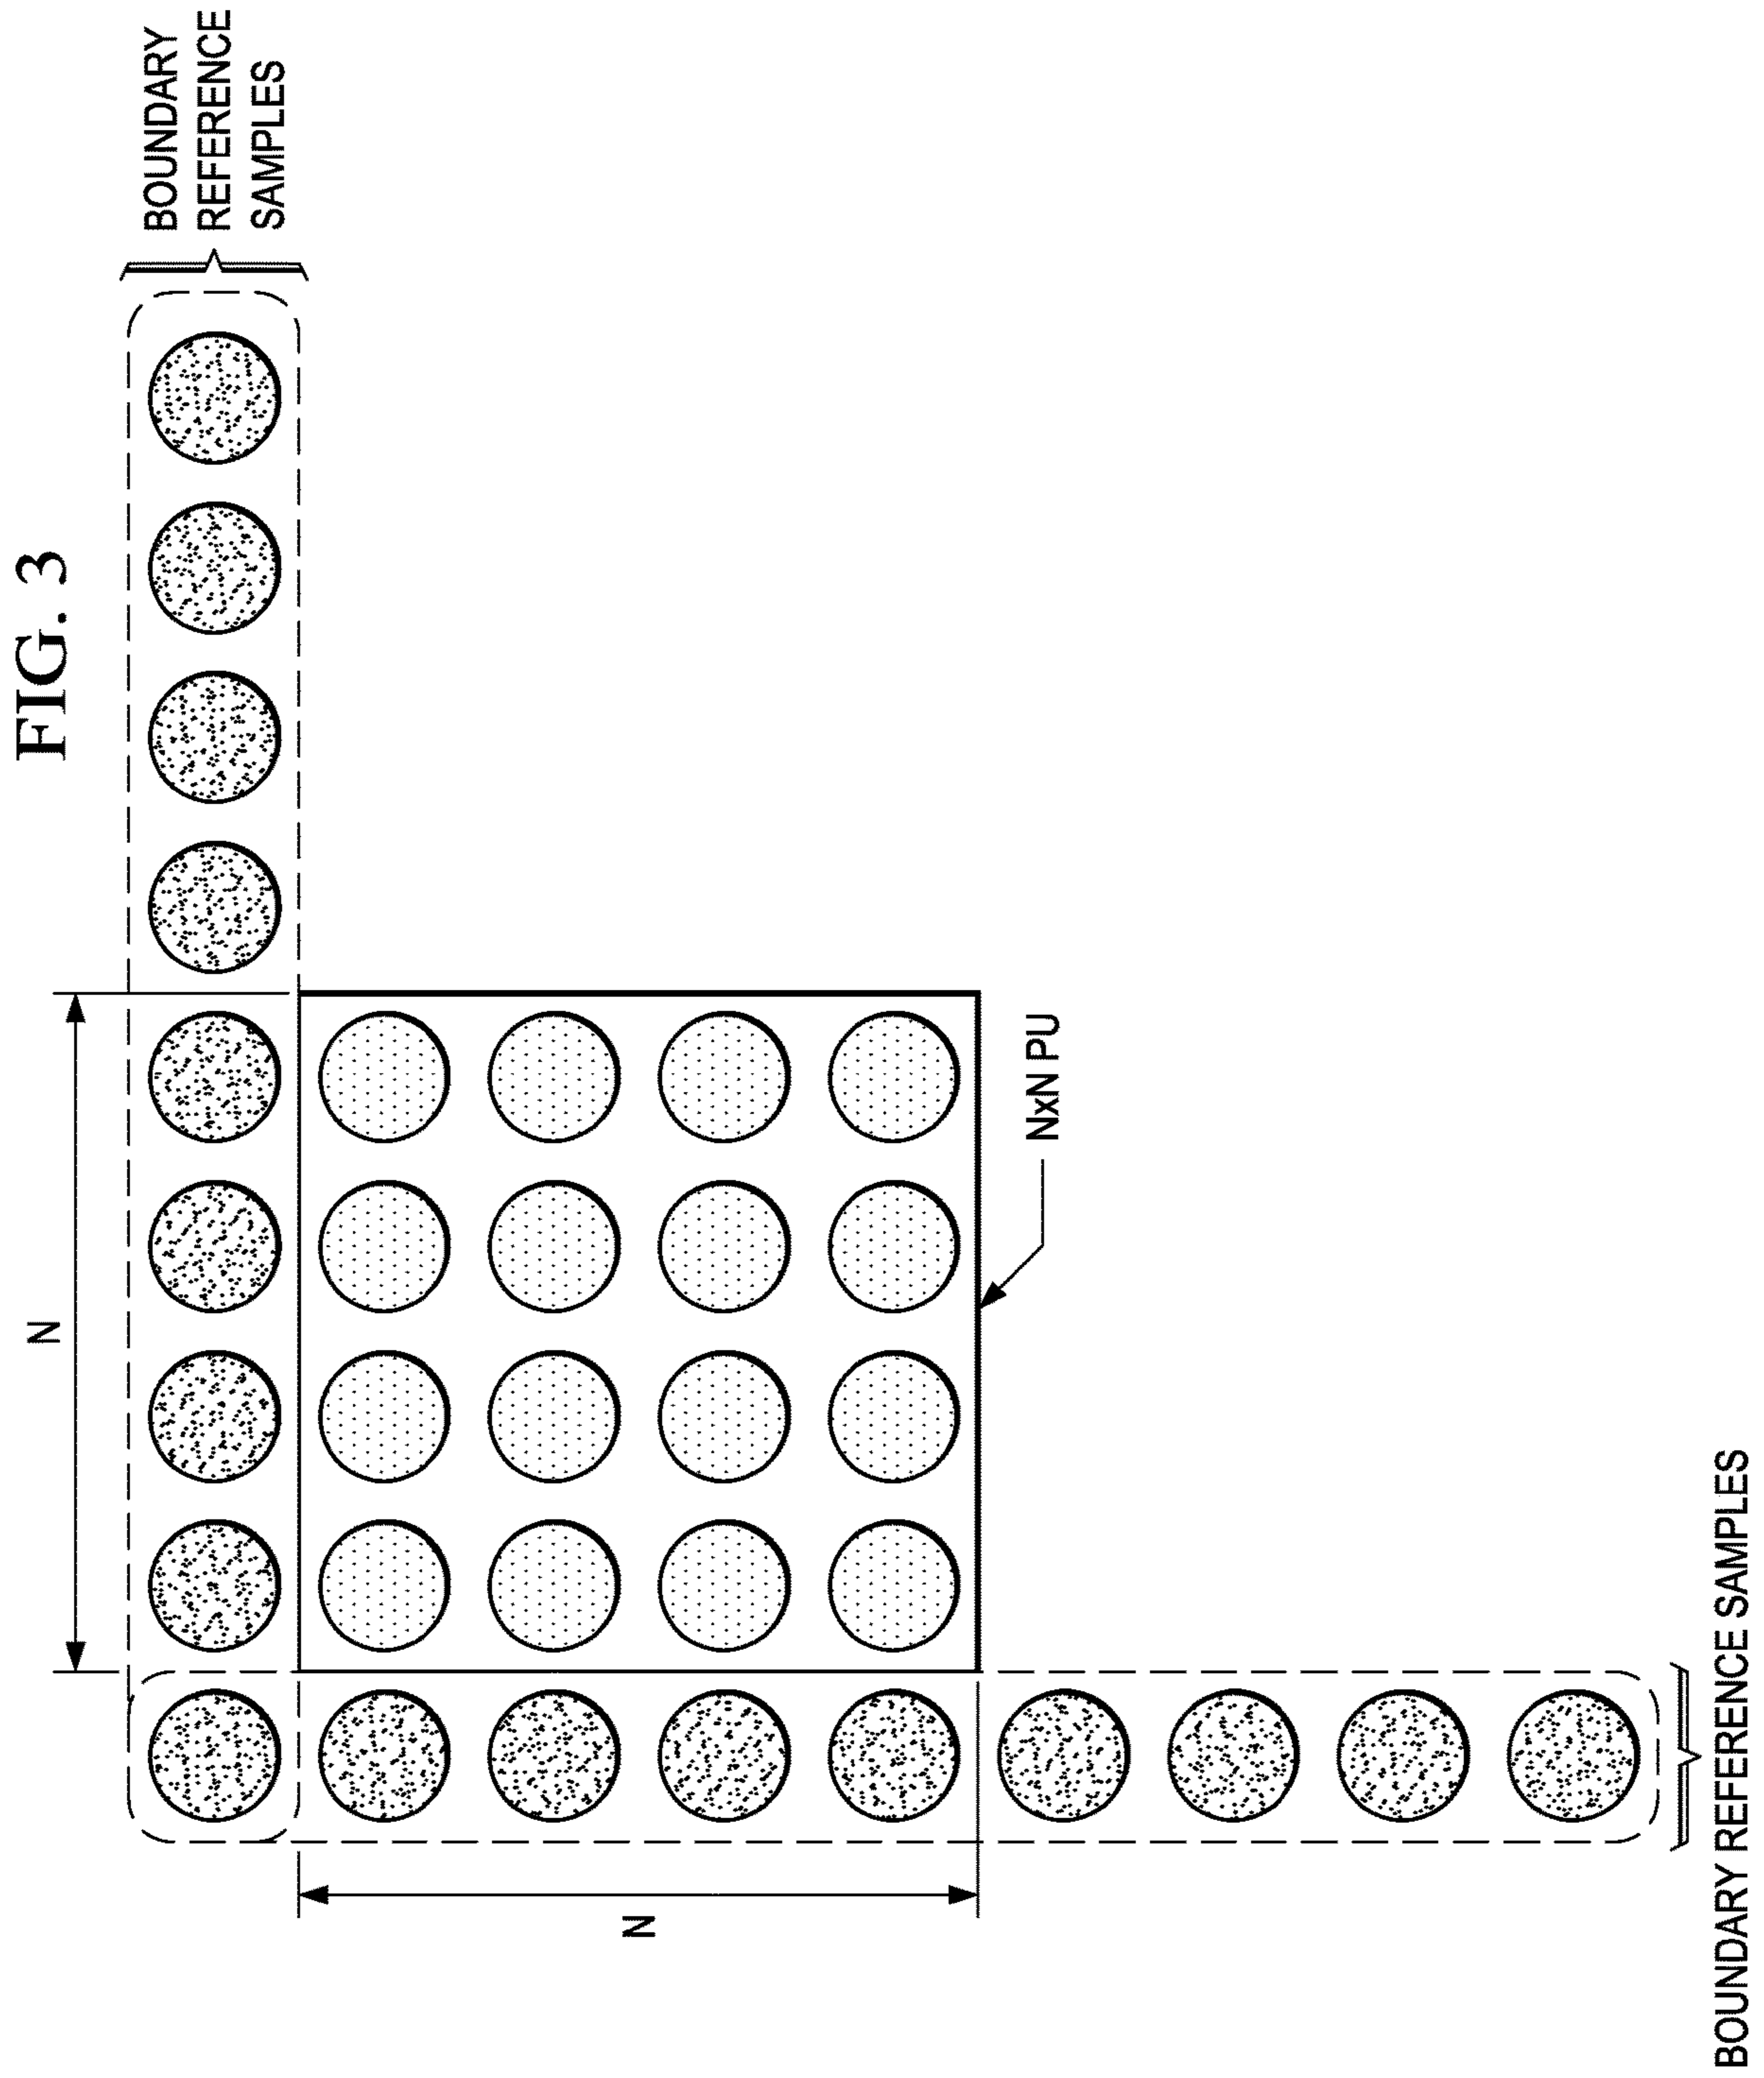 FIG. 3
BOUNDARY
REFERENCE
SAMPLES
N
N
NxN PU
BOUNDARY REFERENCE SAMPLES